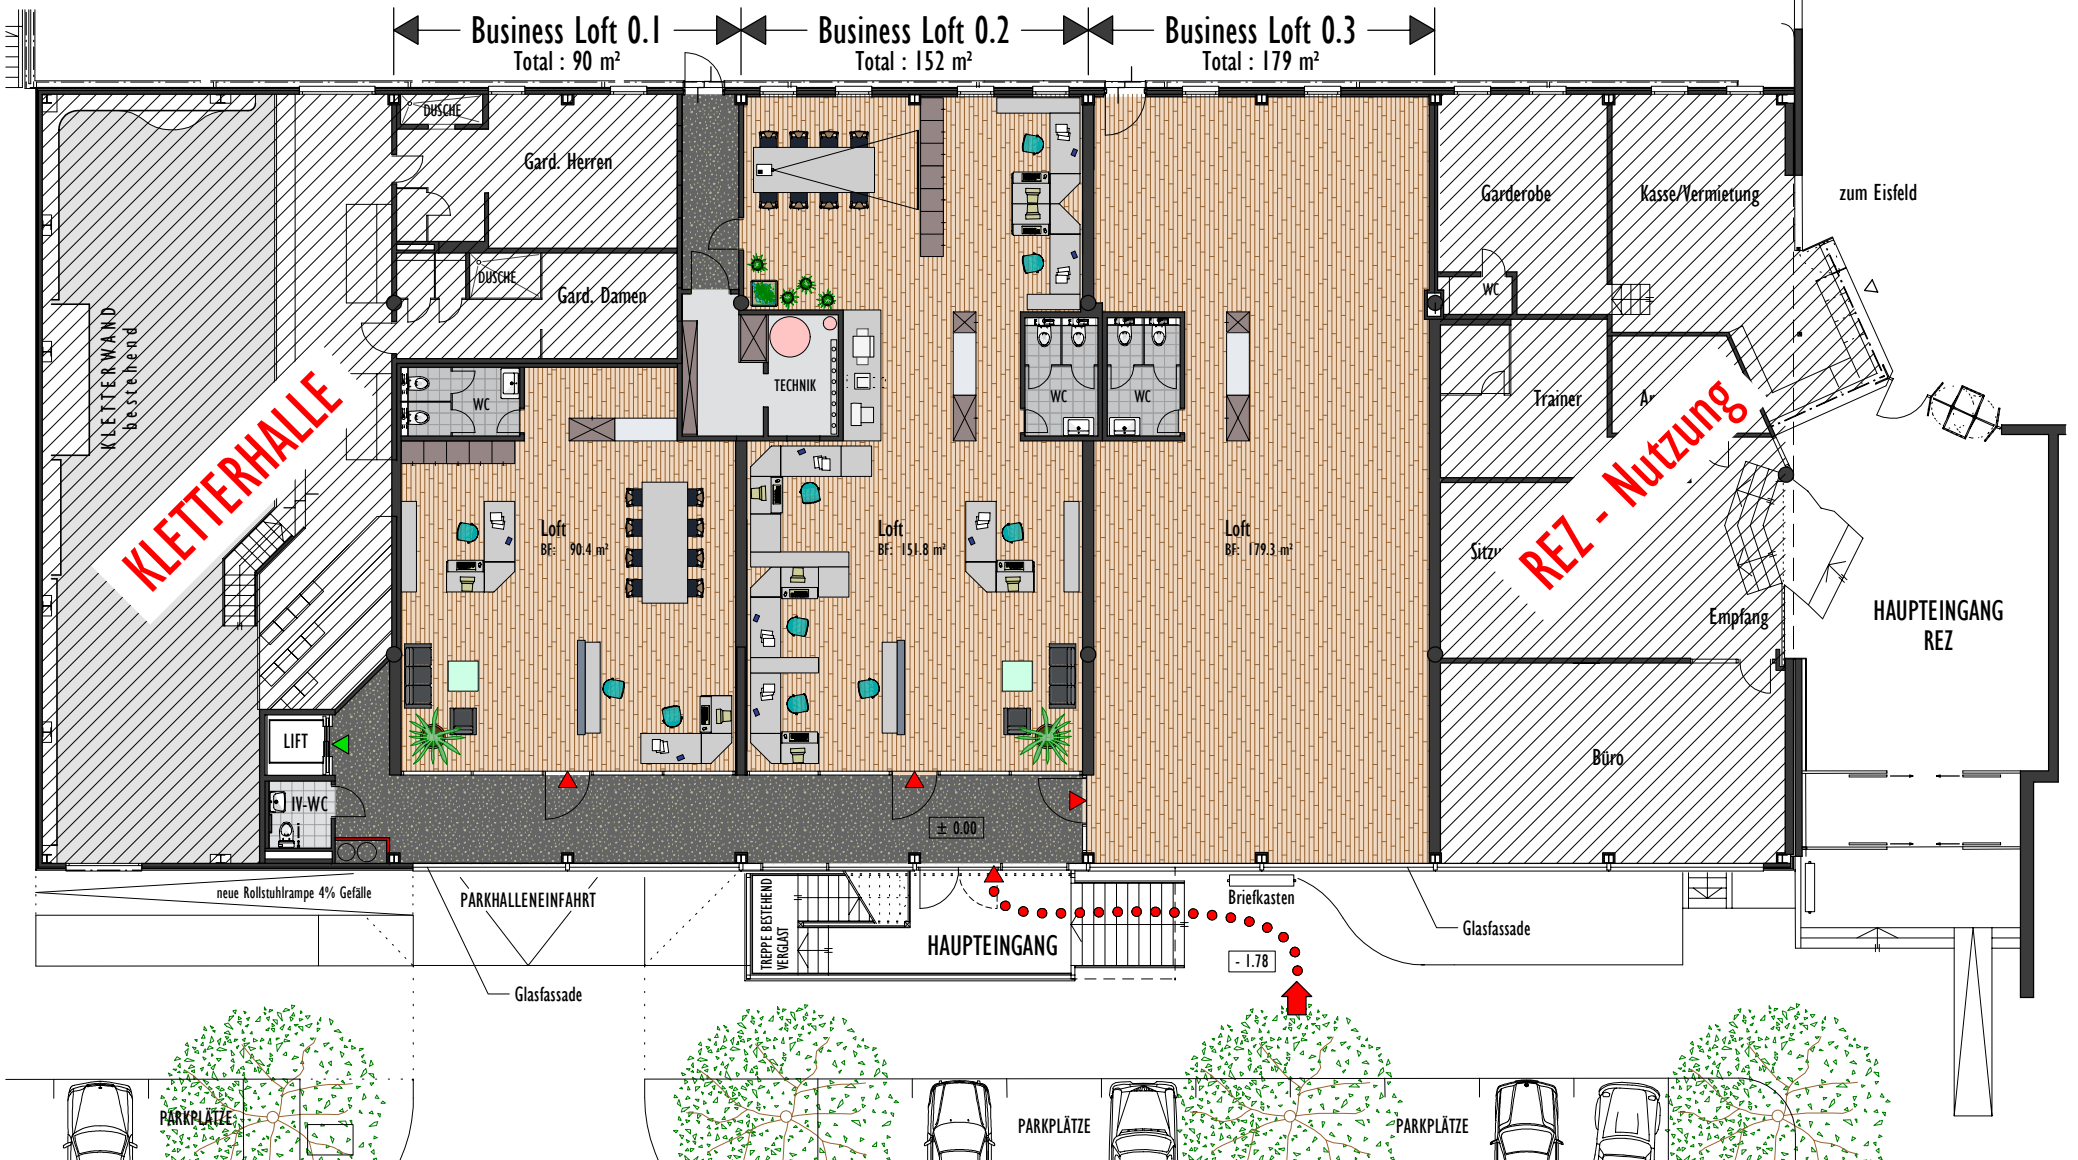 Business Loft 0.1
Total : 90 m²
Business Loft 0.2
Total : 152 m²
Business Loft 0.3
Total : 179 m²
DUSCHE
Gard. Herren
DUSCHE
Gard. Damen
KLETTERWAND
bestehend
KLETTERHALLE
WC
TECHNIK
WC
WC
Garderobe
Kasse/Vermietung
zum Eisfeld
WC
Trainer
REZ - Nutzung
Loft
BF: 90.4 m²
Loft
BF: 151.8 m²
Loft
BF: 179.3 m²
Empfang
HAUPTEINGANG
REZ
LIFT
IV-WC
Büro
± 0.00
neue Rollstuhlrampe 4% Gefälle
PARKHALLENEINFAHRT
TREPPE BESTEHEND
VERGLAST
HAUPTEINGANG
Briefkasten
- 1.78
Glasfassade
Glasfassade
PARKPLÄTZE
PARKPLÄTZE
PARKPLÄTZE